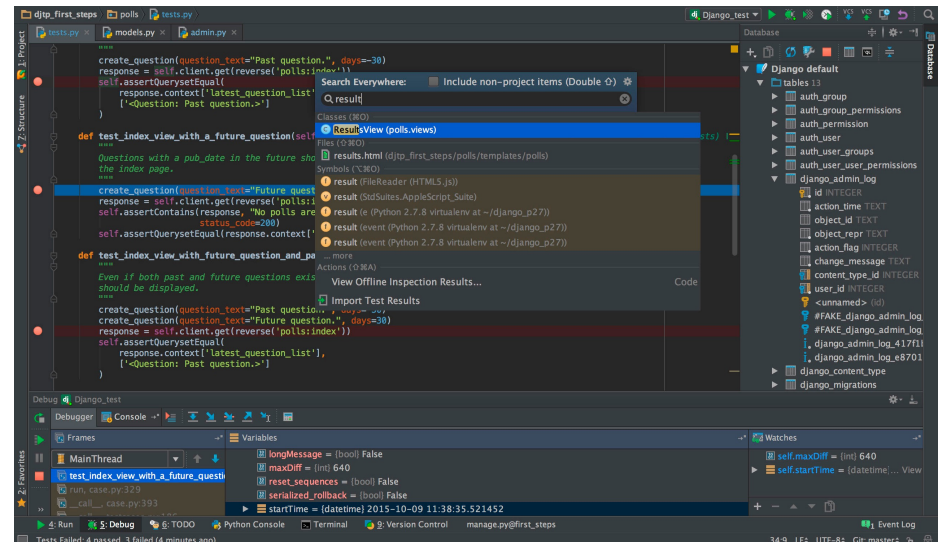 djtp_first_steps polls tests.py
Django_test
VCS VCS
tests.py × models.py × admin.py ×
Database
1: Project
Z: Structure
2: Favorites
Database
"""
create_question(question_text="Past question.", days=-30)
response = self.client.get(reverse('polls:index'))
self.assertQuerysetEqual(
response.context['latest_question_list'
['<Question: Past question.>']
)
def test_index_view_with_a_future_question(self
"""
Questions with a pub_date in the future sho
the index page.
"""
create_question(question_text="Future quest
response = self.client.get(reverse('polls:i
self.assertContains(response, "No polls are
status_code=200)
self.assertQuerysetEqual(response.context['
def test_index_view_with_future_question_and_pa
"""
Even if both past and future questions exis
should be displayed.
"""
create_question(question_text="Past question.", days=-30)
create_question(question_text="Future question.", days=30)
response = self.client.get(reverse('polls:index'))
self.assertQuerysetEqual(
response.context['latest_question_list'],
['<Question: Past question.>']
)
Search Everywhere: Include non-project items (Double ⇧)
result
Classes (⌘O)
ResultsView (polls.views)
Files (⇧⌘O)
results.html (djtp_first_steps/polls/templates/polls)
Symbols (⌥⌘O)
result (FileReader (HTML5.js))
result (StdSuites.AppleScript_Suite)
result (e (Python 2.7.8 virtualenv at ~/django_p27))
result (event (Python 2.7.8 virtualenv at ~/django_p27))
result (event (Python 2.7.8 virtualenv at ~/django_p27))
... more
Actions (⇧⌘A)
View Offline Inspection Results... Code
Import Test Results
Django default
tables 13
auth_group
auth_group_permissions
auth_permission
auth_user
auth_user_groups
auth_user_user_permissions
django_admin_log
id INTEGER
action_time TEXT
object_id TEXT
object_repr TEXT
action_flag INTEGER
change_message TEXT
content_type_id INTEGER
user_id INTEGER
<unnamed> (id)
#FAKE_django_admin_log_
#FAKE_django_admin_log_
django_admin_log_417f1
django_admin_log_e8701
django_content_type
django_migrations
Debug Django_test
Debugger Console
Frames
MainThread
test_index_view_with_a_future_questi
run, case.py:329
__call__, case.py:393
Variables
longMessage = {bool} False
maxDiff = {int} 640
reset_sequences = {bool} False
serialized_rollback = {bool} False
startTime = {datetime} 2015-10-09 11:38:35.521452
Watches
self.maxDiff = {int} 640
self.startTime = {datetime}... View
4: Run 5: Debug 6: TODO Python Console Terminal 9: Version Control manage.py@first_steps 1 Event Log
Tests Failed: 4 passed, 3 failed (4 minutes ago) 34:9 LF÷ UTF-8÷ Git: master÷